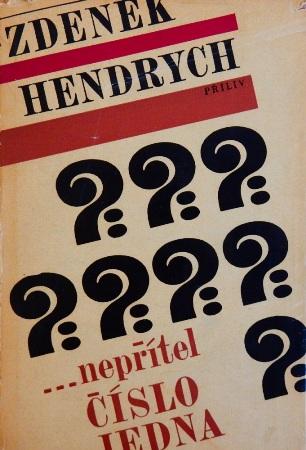 ZDENEK
HENDRYCH
PŘÍLIV
? ? ?
? ? ? ?
?
...nepřítel
ČÍSLO
JEDNA